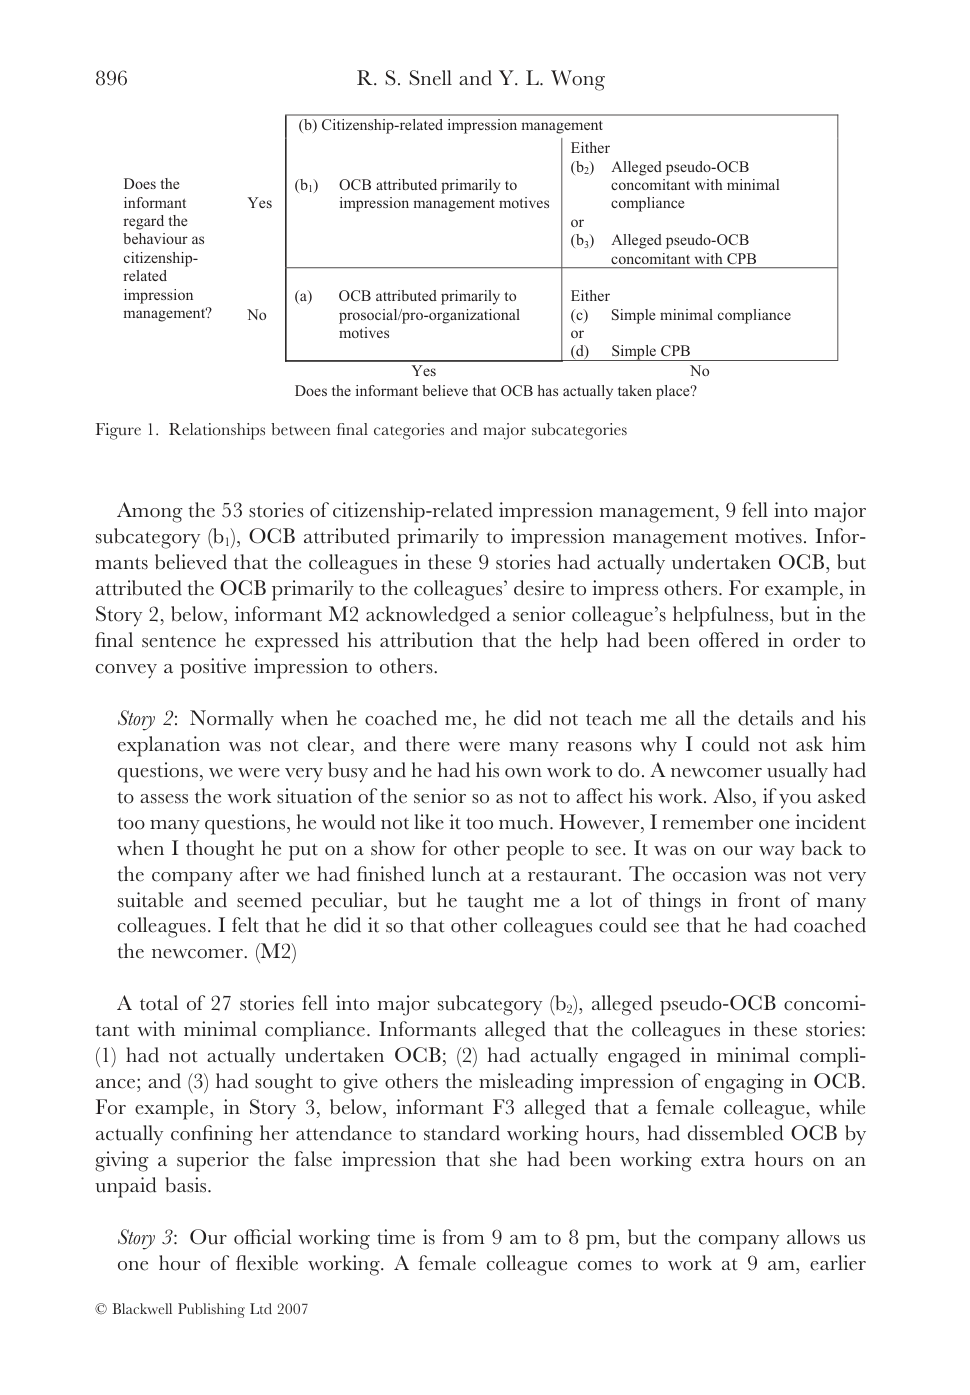 896
R. S. Snell and Y. L. Wong
(b) Citizenship-related impression management
Does the
informant
regard the
behaviour as
citizenship-
related
impression
management?
Yes
(b₁) OCB attributed primarily to
impression management motives
Either
(b₂) Alleged pseudo-OCB
concomitant with minimal
compliance
or
(b₃) Alleged pseudo-OCB
concomitant with CPB
No
(a) OCB attributed primarily to
prosocial/pro-organizational
motives
Either
(c) Simple minimal compliance
or
(d) Simple CPB
Yes No
Does the informant believe that OCB has actually taken place?
Figure 1. Relationships between final categories and major subcategories
Among the 53 stories of citizenship-related impression management, 9 fell into major
subcategory (b₁), OCB attributed primarily to impression management motives. Infor-
mants believed that the colleagues in these 9 stories had actually undertaken OCB, but
attributed the OCB primarily to the colleagues’ desire to impress others. For example, in
Story 2, below, informant M2 acknowledged a senior colleague’s helpfulness, but in the
final sentence he expressed his attribution that the help had been offered in order to
convey a positive impression to others.
Story 2: Normally when he coached me, he did not teach me all the details and his
explanation was not clear, and there were many reasons why I could not ask him
questions, we were very busy and he had his own work to do. A newcomer usually had
to assess the work situation of the senior so as not to affect his work. Also, if you asked
too many questions, he would not like it too much. However, I remember one incident
when I thought he put on a show for other people to see. It was on our way back to
the company after we had finished lunch at a restaurant. The occasion was not very
suitable and seemed peculiar, but he taught me a lot of things in front of many
colleagues. I felt that he did it so that other colleagues could see that he had coached
the newcomer. (M2)
A total of 27 stories fell into major subcategory (b₂), alleged pseudo-OCB concomi-
tant with minimal compliance. Informants alleged that the colleagues in these stories:
(1) had not actually undertaken OCB; (2) had actually engaged in minimal compli-
ance; and (3) had sought to give others the misleading impression of engaging in OCB.
For example, in Story 3, below, informant F3 alleged that a female colleague, while
actually confining her attendance to standard working hours, had dissembled OCB by
giving a superior the false impression that she had been working extra hours on an
unpaid basis.
Story 3: Our official working time is from 9 am to 8 pm, but the company allows us
one hour of flexible working. A female colleague comes to work at 9 am, earlier
© Blackwell Publishing Ltd 2007